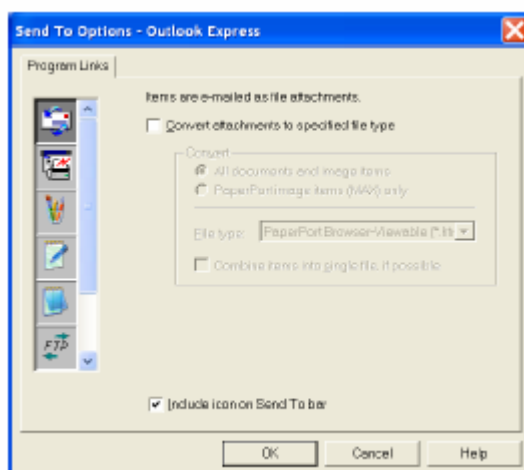 Send To Options - Outlook Express
Program Links
Items are e-mailed as file attachments.
Convert attachments to specified file type
Convert
All documents and image items
PaperPort image items (MAX) only
File type: PaperPort Browser-Viewable (*.ht
Combine items into single file, if possible
FTP
Include icon on Send To bar
OK Cancel Help